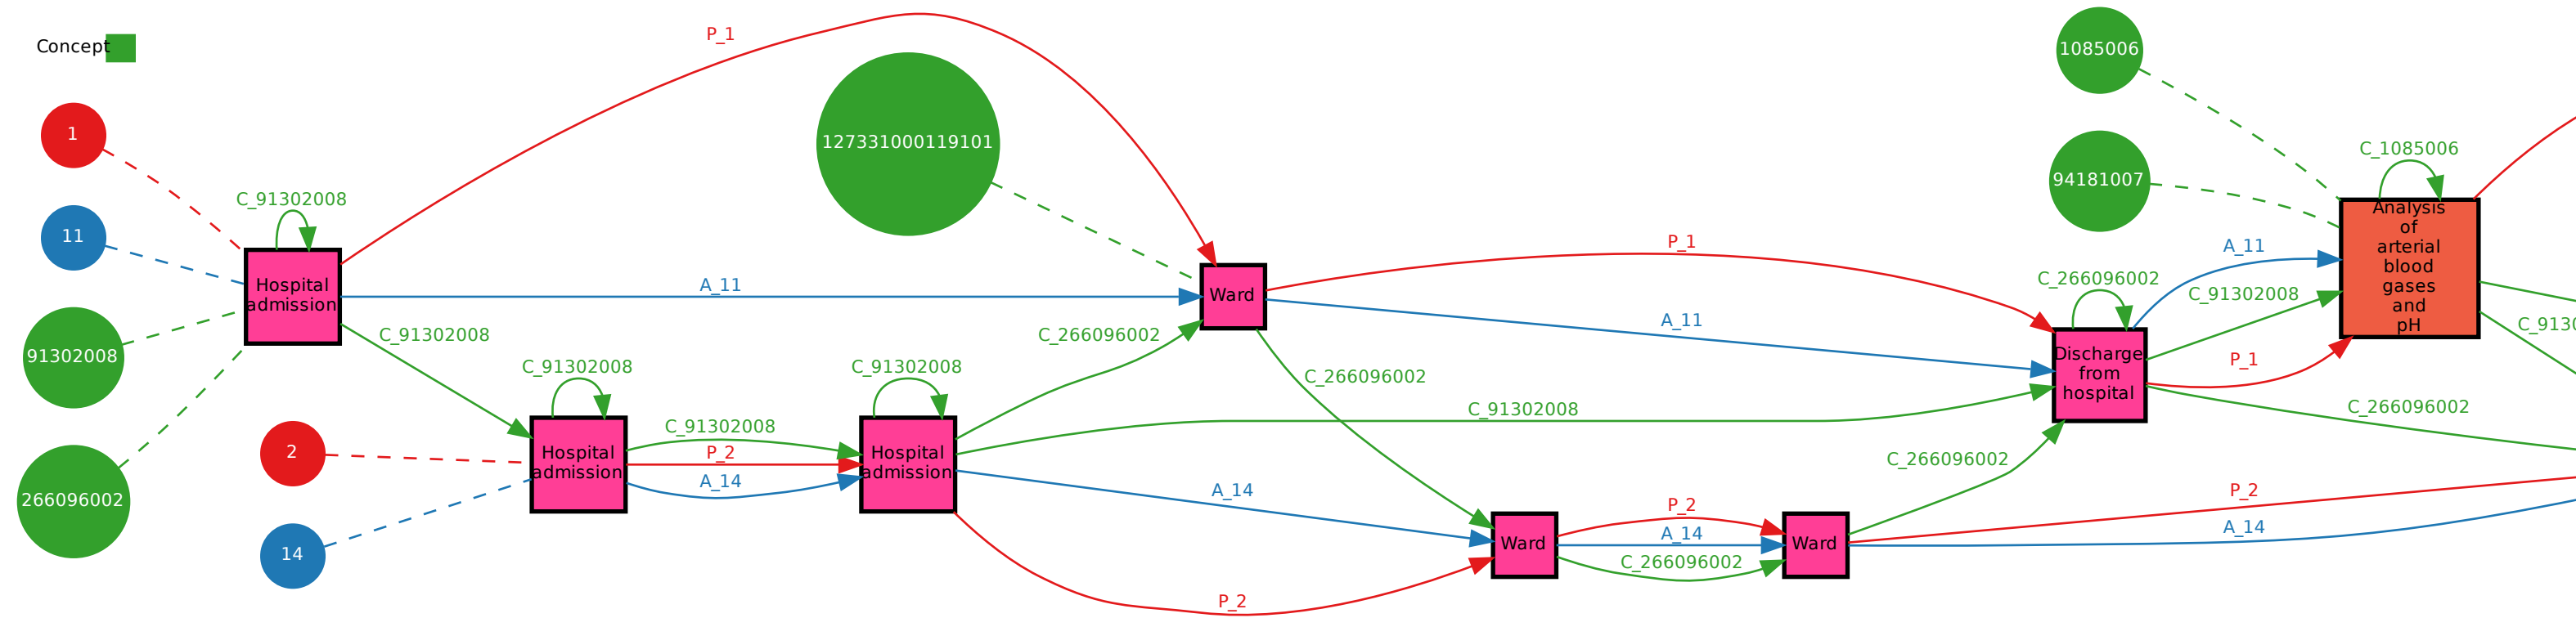 Concept
1
11
91302008
266096002
C_91302008
Hospital
admission
2
14
P_1
A_11
C_91302008
C_91302008
Hospital
admission
C_91302008
P_2
A_14
127331000119101
C_91302008
Hospital
admission
C_266096002
Ward
A_14
P_2
P_1
A_11
C_266096002
C_91302008
Ward
P_2
A_14
C_266096002
Ward
C_266096002
1085006
94181007
C_266096002
Discharge
from
hospital
A_11
C_91302008
P_1
C_266096002
P_2
A_14
C_1085006
Analysis
of
arterial
blood
gases
and
pH
C_9130